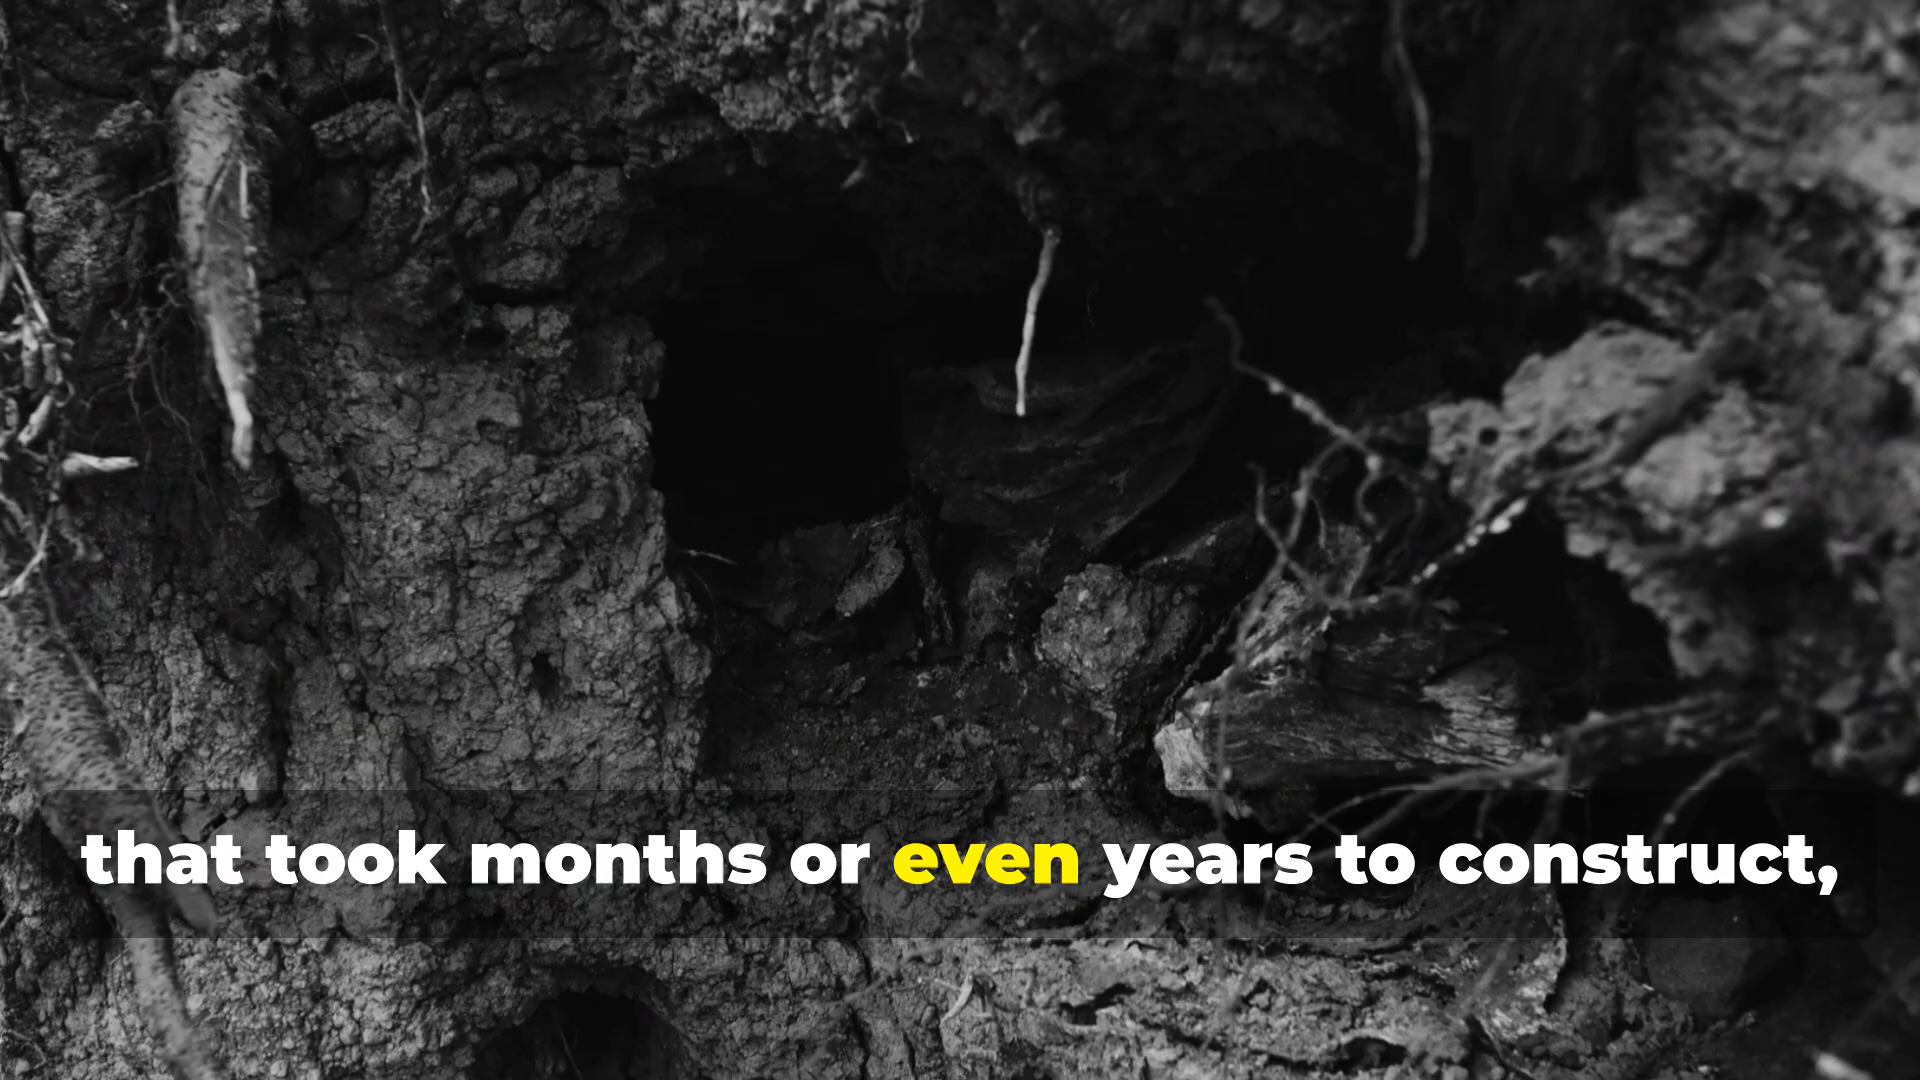 that took months or even years to construct,